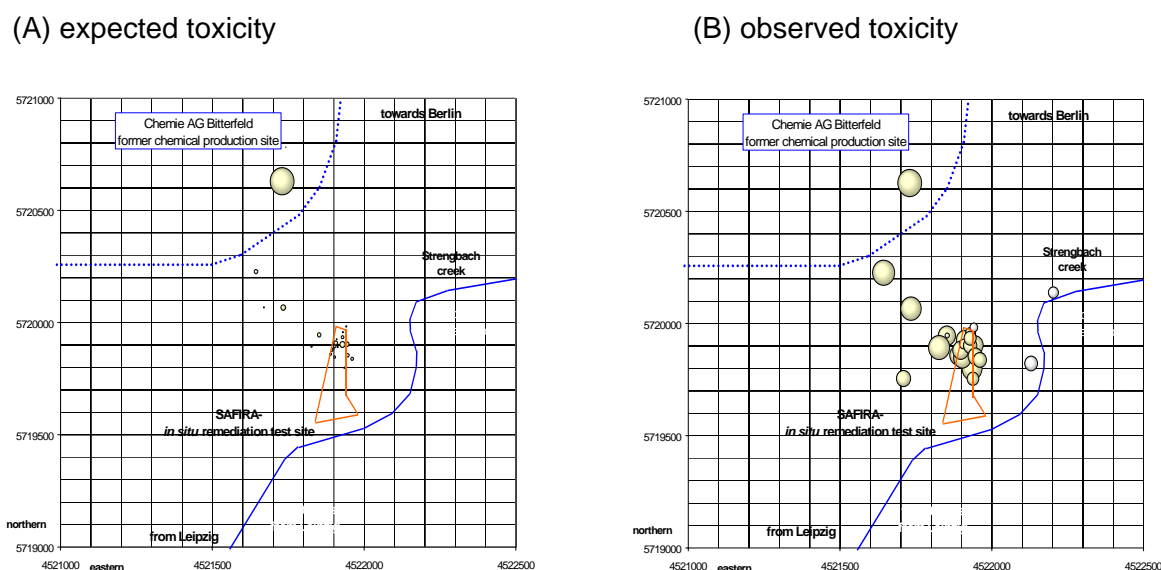 (A) expected toxicity
(B) observed toxicity
5721000
towards Berlin
Chemie AG Bitterfeld
former chemical production site
5720500
Strengbach
creek
5720000
SAFIRA-
in situ remediation test site
5719500
northern
from Leipzig
5719000
4521000
eastern
4521500
4522000
4522500
5721000
towards Berlin
Chemie AG Bitterfeld
former chemical production site
5720500
Strengbach
creek
5720000
SAFIRA-
in situ remediation test site
5719500
northern
from Leipzig
5719000
4521000
eastern
4521500
4522000
4522500